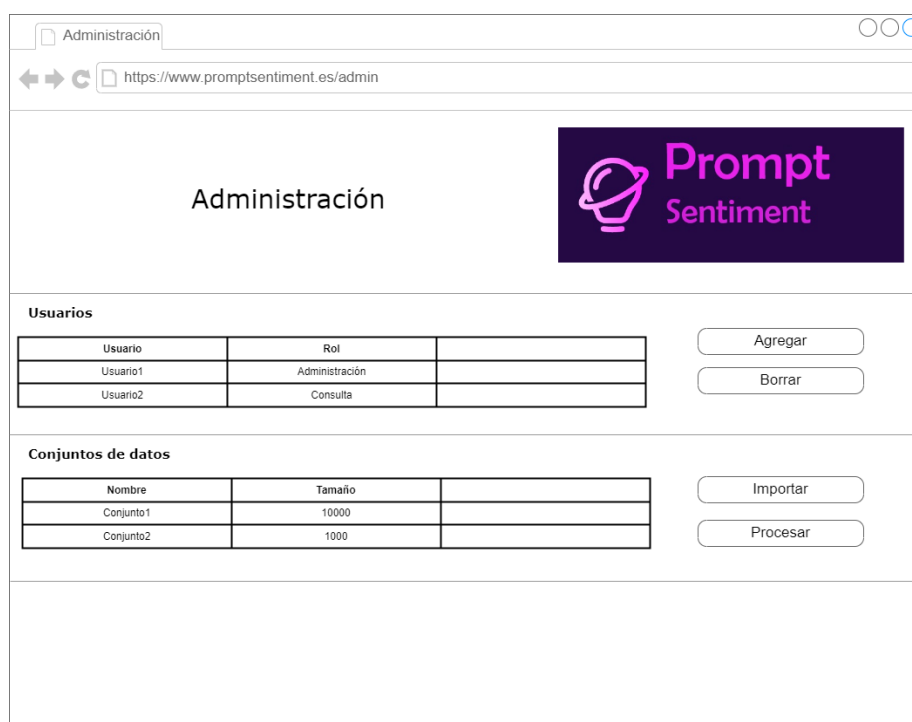 Administración
https://www.promptsentiment.es/admin
Administración
Prompt
Sentiment
Usuarios
Usuario Rol
Usuario1 Administración
Usuario2 Consulta
Agregar
Borrar
Conjuntos de datos
Nombre Tamaño
Conjunto1 10000
Conjunto2 1000
Importar
Procesar